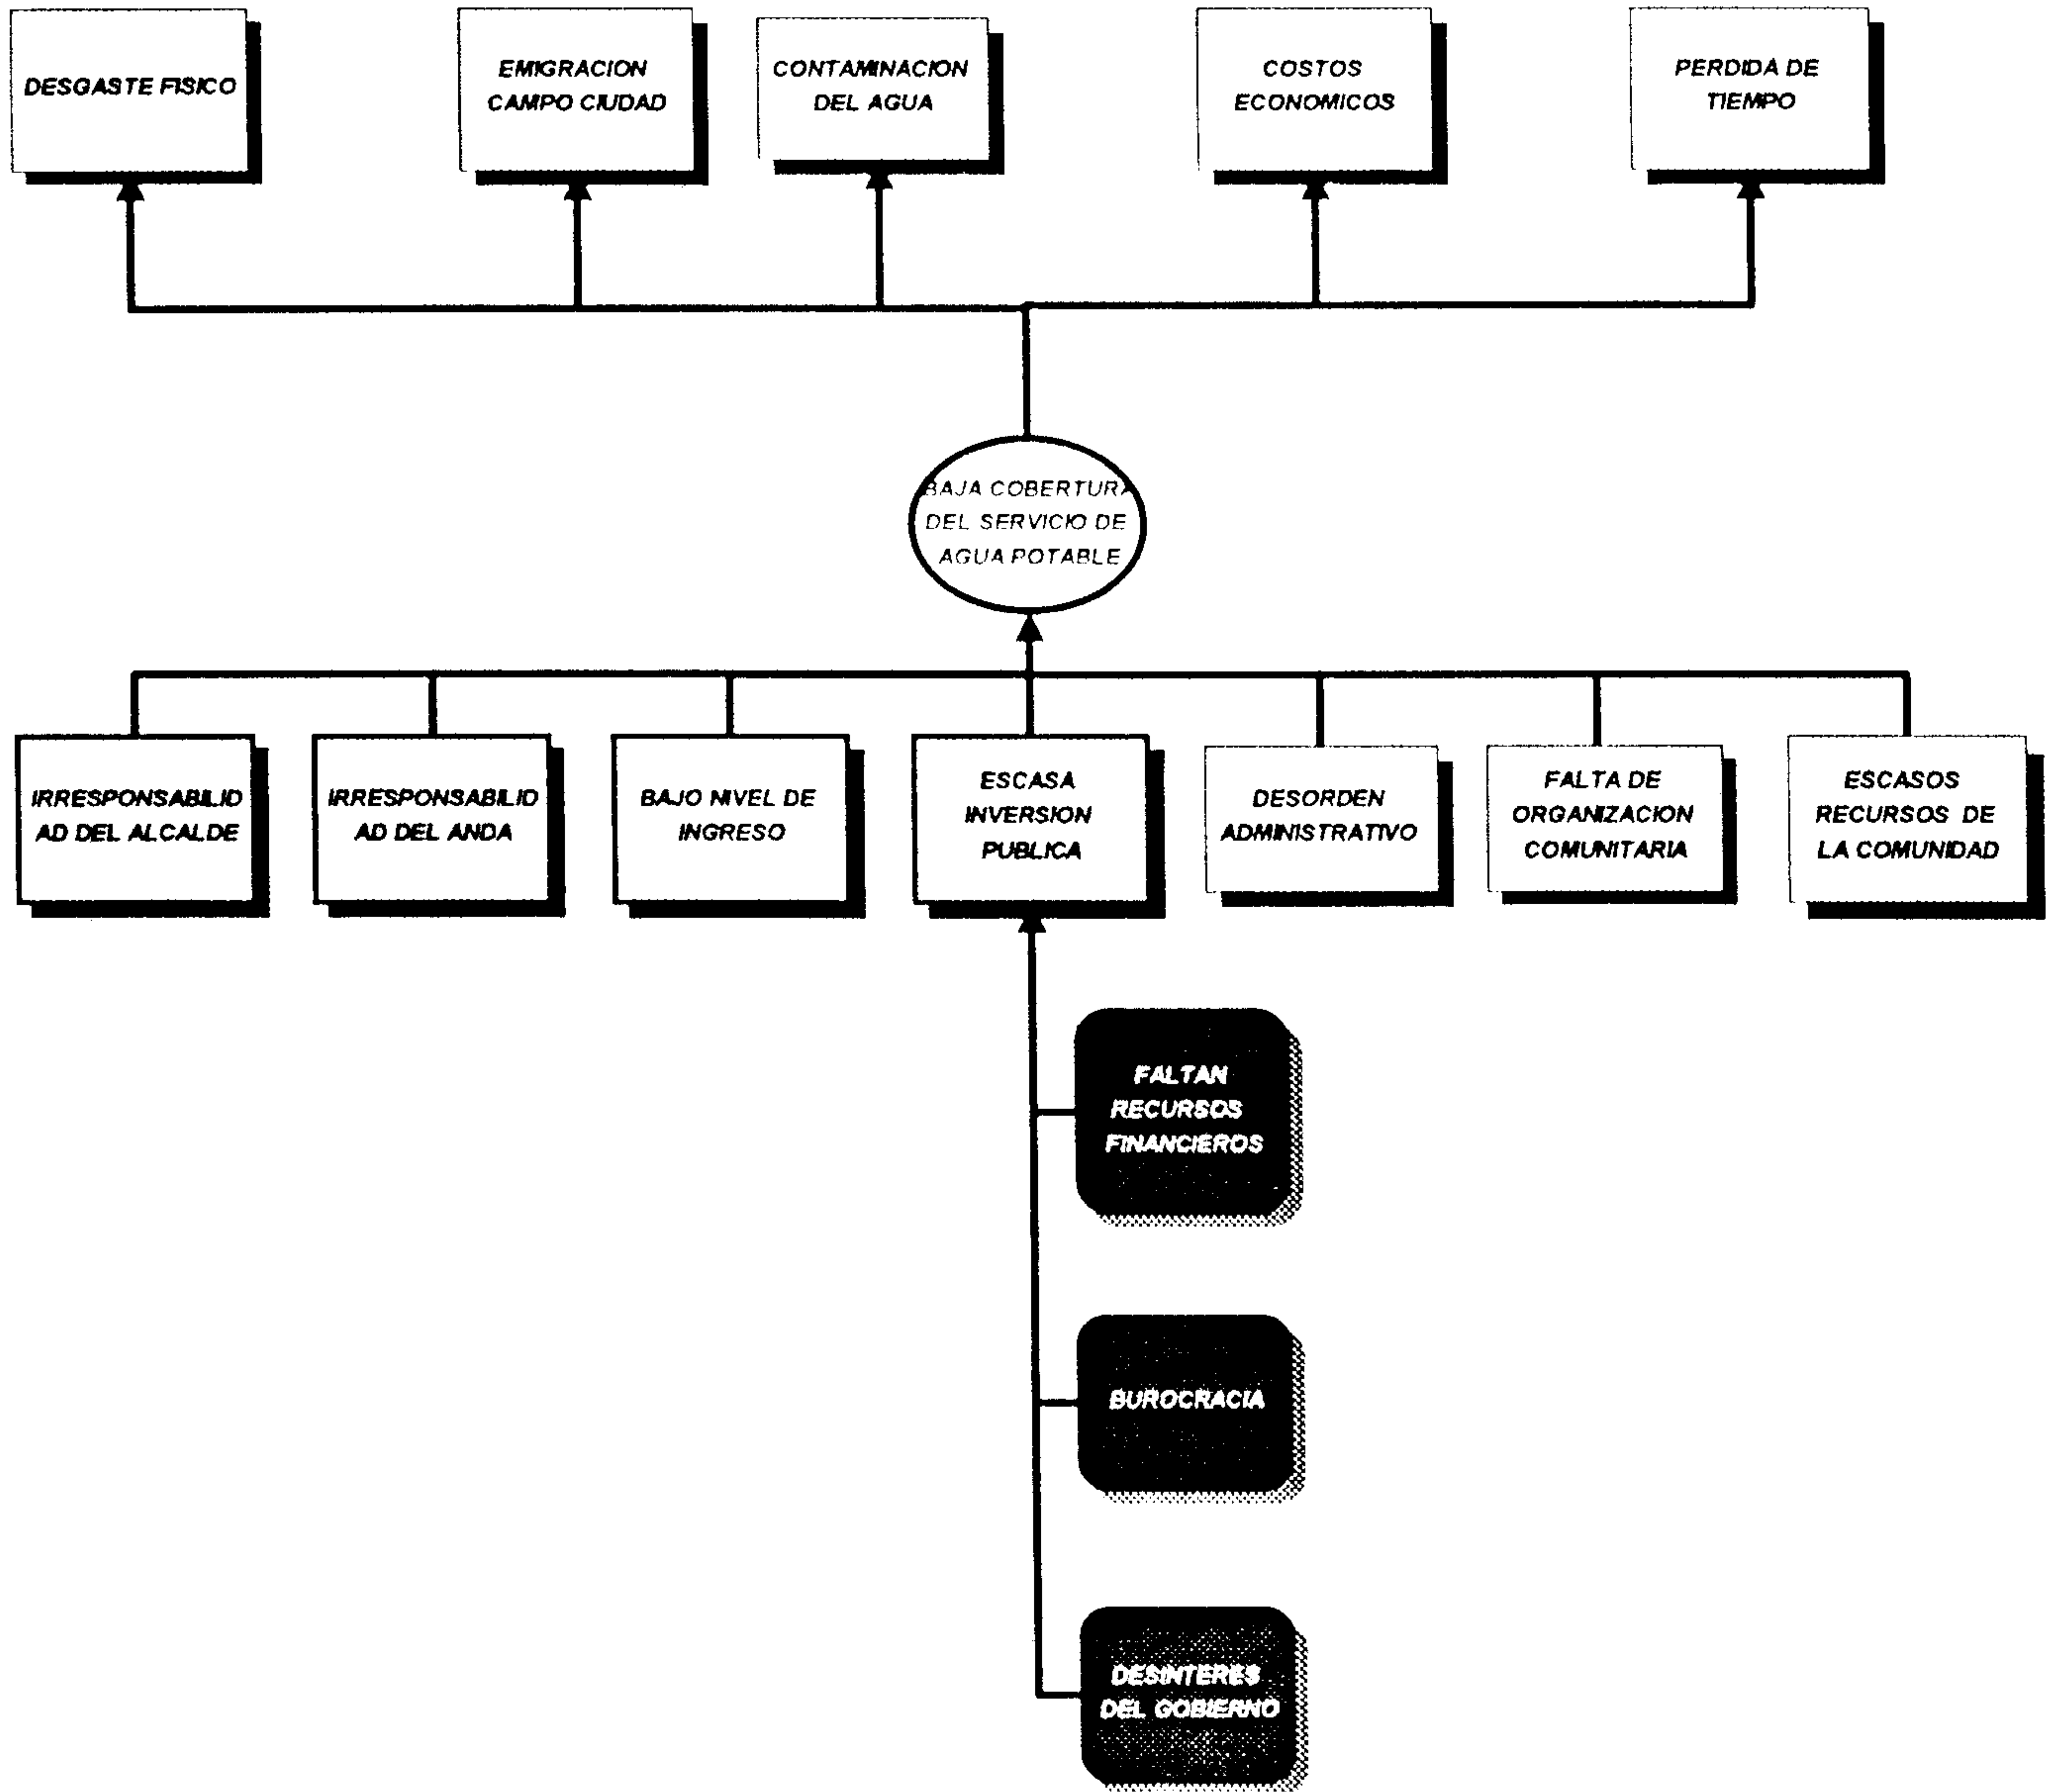 DESGASTE FISICO
EMIGRACION
CAMPO CIUDAD
CONTAMINACION
DEL AGUA
COSTOS
ECONOMICOS
PERDIDA DE
TIEMPO
BAJA COBERTURA
DEL SERVICIO DE
AGUA POTABLE
IRRESPONSABILID
AD DEL ALCALDE
IRRESPONSABILID
AD DEL ANDA
BAJO NIVEL DE
INGRESO
ESCASA
INVERSION
PUBLICA
DESORDEN
ADMINISTRATIVO
FALTA DE
ORGANIZACION
COMUNITARIA
ESCASOS
RECURSOS DE
LA COMUNIDAD
FALTAN
RECURSOS
FINANCIEROS
BUROCRACIA
DESINTERES
DEL GOBIERNO